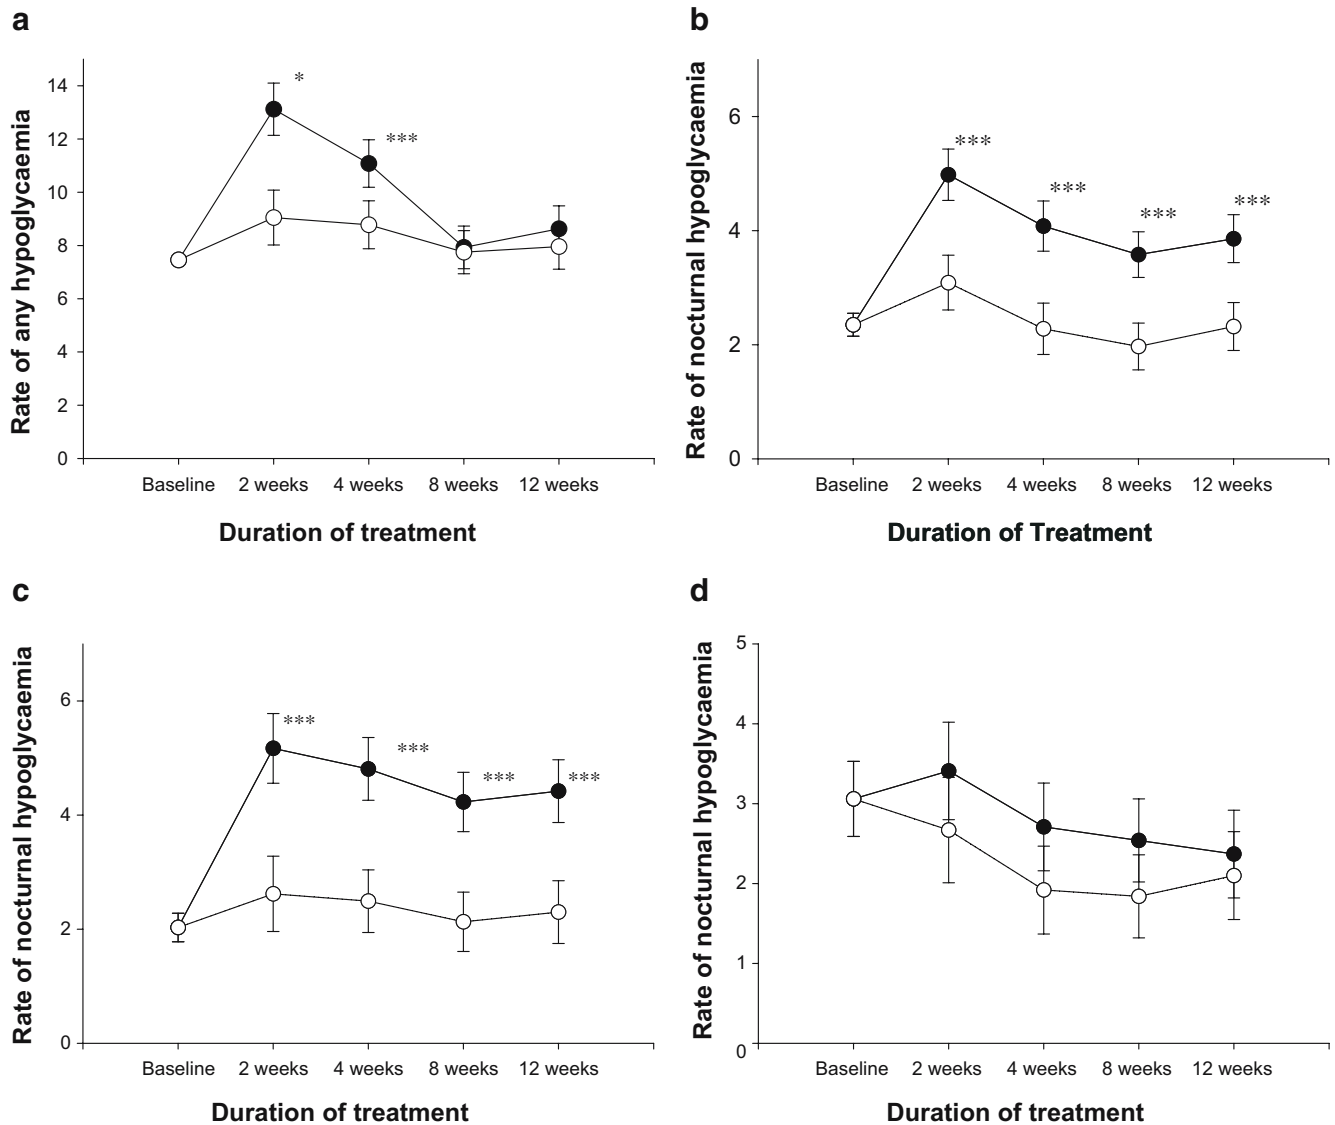 a
Rate of any hypoglycaemia
14
12
10
8
6
4
2
0
*
***
Baseline 2 weeks 4 weeks 8 weeks 12 weeks
Duration of treatment
b
Rate of nocturnal hypoglycaemia
6
4
2
0
***
***
***
***
Baseline 2 weeks 4 weeks 8 weeks 12 weeks
Duration of Treatment
c
Rate of nocturnal hypoglycaemia
6
4
2
0
***
***
***
***
Baseline 2 weeks 4 weeks 8 weeks 12 weeks
Duration of treatment
d
Rate of nocturnal hypoglycaemia
5
4
3
2
1
0
Baseline 2 weeks 4 weeks 8 weeks 12 weeks
Duration of treatment